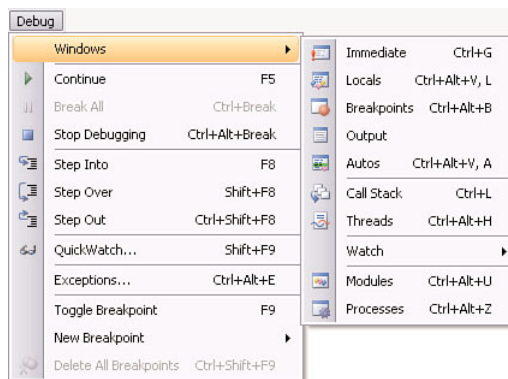 Debug
Windows
Continue F5
Break All Ctrl+Break
Stop Debugging Ctrl+Alt+Break
Step Into F8
Step Over Shift+F8
Step Out Ctrl+Shift+F8
QuickWatch... Shift+F9
Exceptions... Ctrl+Alt+E
Toggle Breakpoint F9
New Breakpoint
Delete All Breakpoints Ctrl+Shift+F9
Immediate Ctrl+G
Locals Ctrl+Alt+V, L
Breakpoints Ctrl+Alt+B
Output
Autos Ctrl+Alt+V, A
Call Stack Ctrl+L
Threads Ctrl+Alt+H
Watch
Modules Ctrl+Alt+U
Processes Ctrl+Alt+Z